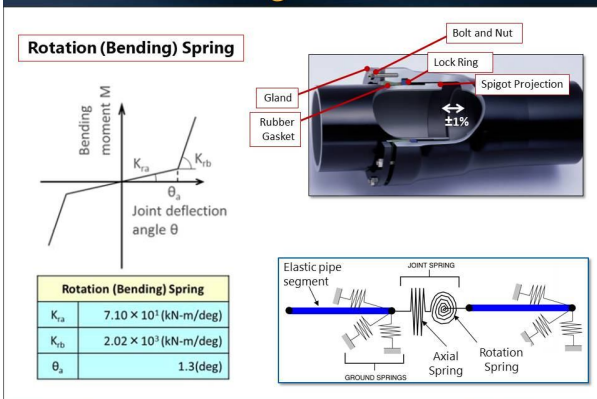 Rotation (Bending) Spring
Bending
moment M
Kra
Krb
θa
Joint deflection
angle θ
Rotation (Bending) Spring
Kra 7.10 × 10¹ (kN-m/deg)
Krb 2.02 × 10³ (kN-m/deg)
θa 1.3(deg)
Bolt and Nut
Lock Ring
Spigot Projection
Gland
Rubber
Gasket
±1%
Elastic pipe
segment
JOINT SPRING
Axial
Spring
Rotation
Spring
GROUND SPRINGS